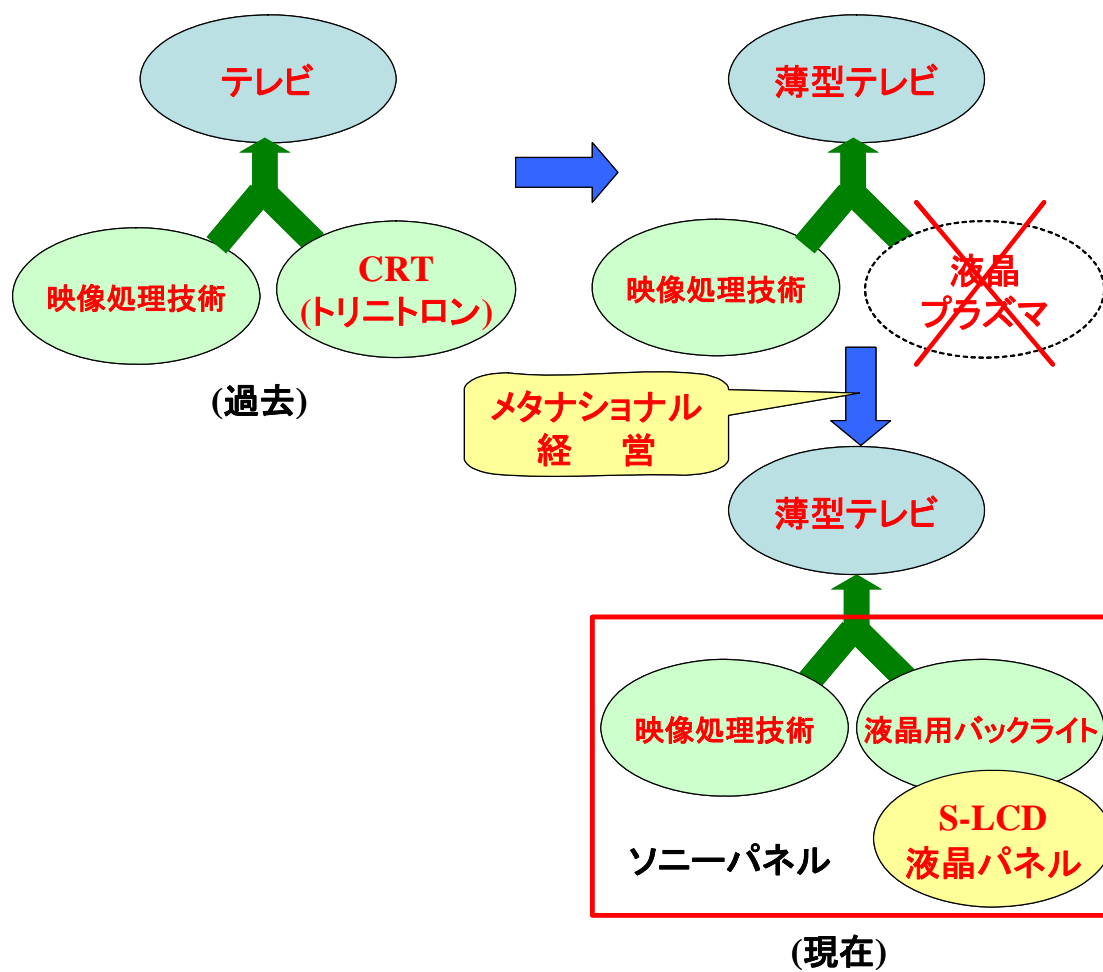 テレビ
映像処理技術
CRT
(トリニトロン)
(過去)
薄型テレビ
映像処理技術
液晶
プラズマ
メタナショナル
経 営
薄型テレビ
映像処理技術
液晶用バックライト
S-LCD
液晶パネル
ソニーパネル
(現在)